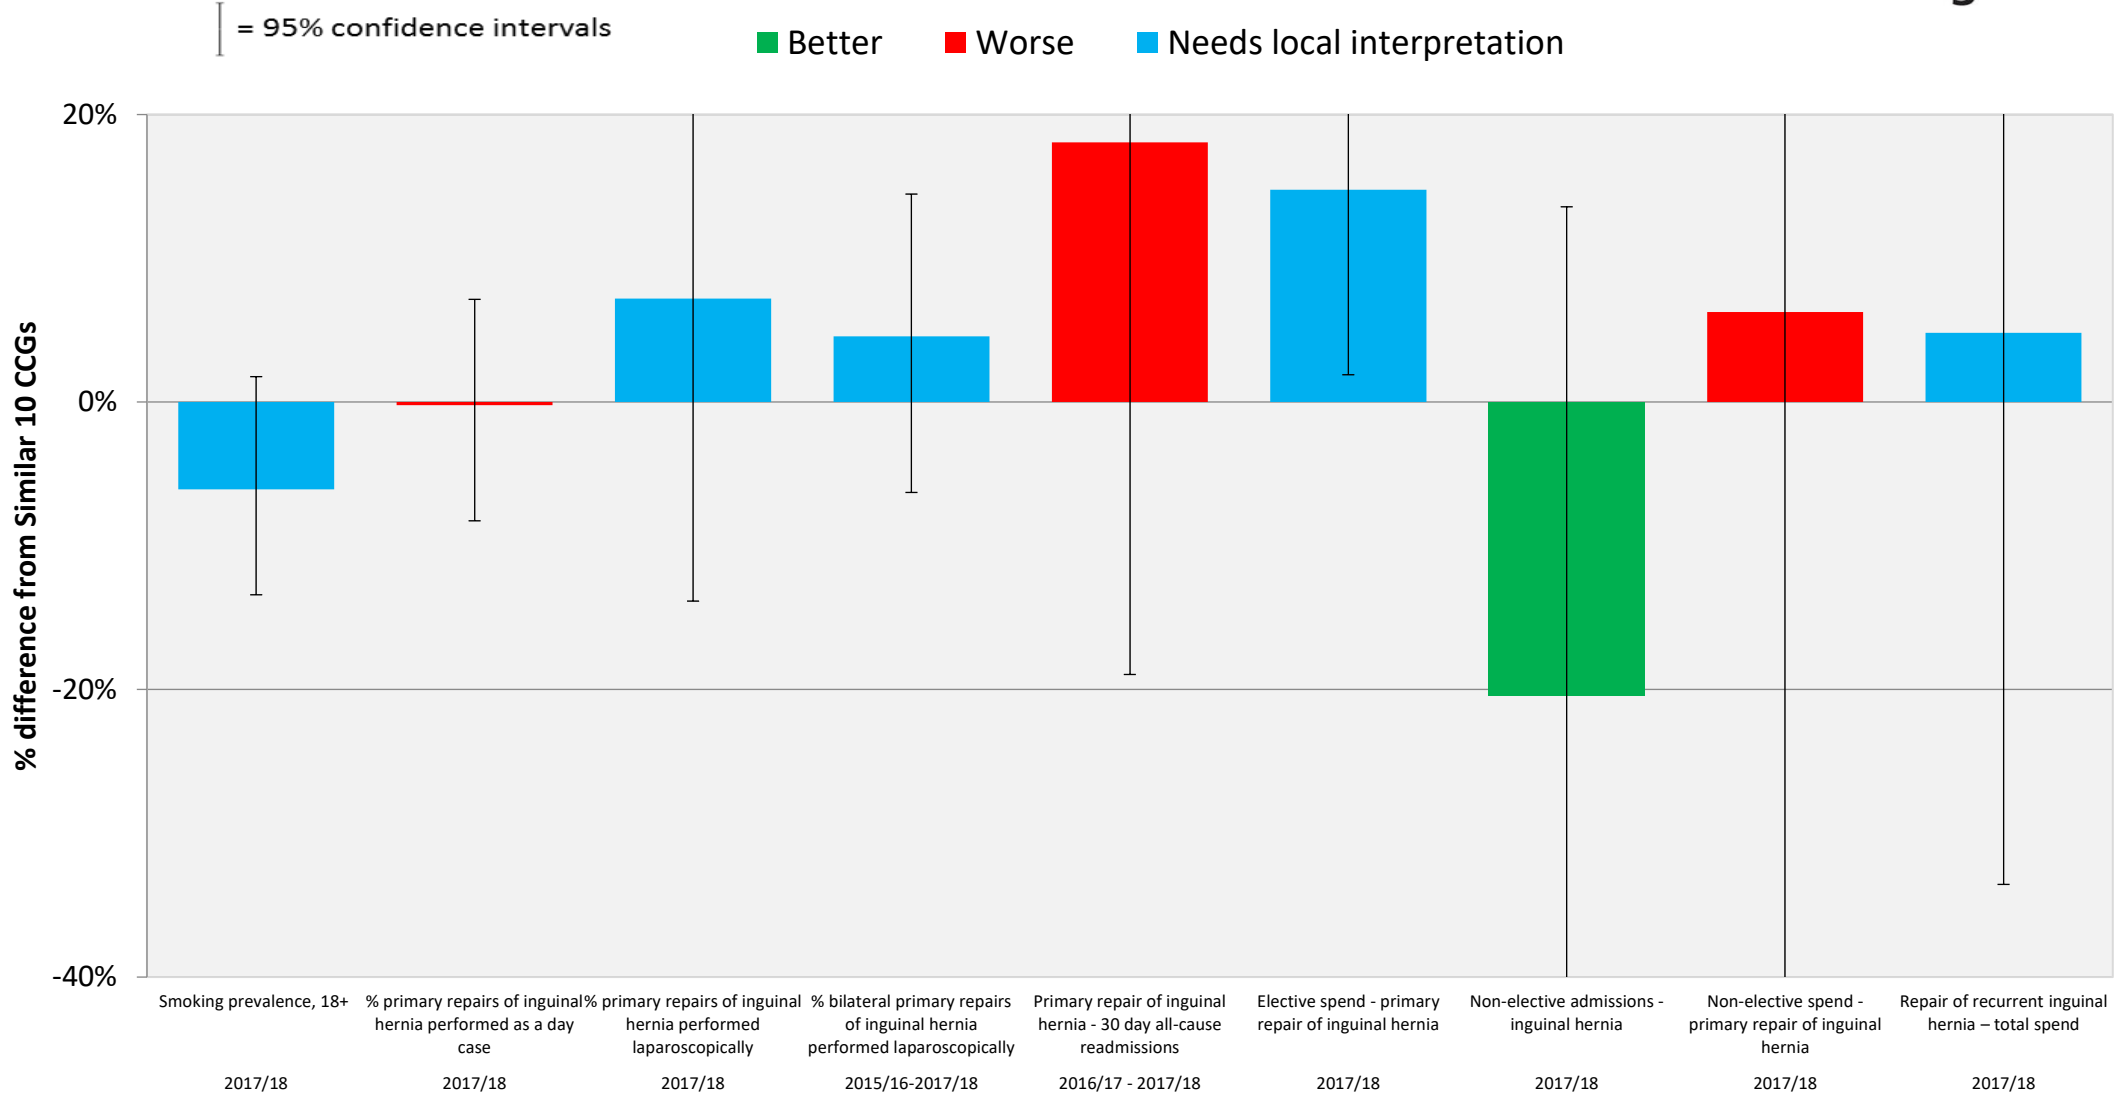 = 95% confidence intervals
Better
Worse
Needs local interpretation
% difference from Similar 10 CCGs
20%
0%
-20%
-40%
Smoking prevalence, 18+
2017/18
% primary repairs of inguinal
hernia performed as a day
case
2017/18
% primary repairs of inguinal
hernia performed
laparoscopically
2017/18
% bilateral primary repairs
of inguinal hernia
performed laparoscopically
2015/16-2017/18
Primary repair of inguinal
hernia - 30 day all-cause
readmissions
2016/17 - 2017/18
Elective spend - primary
repair of inguinal hernia
2017/18
Non-elective admissions -
inguinal hernia
2017/18
Non-elective spend -
primary repair of inguinal
hernia
2017/18
Repair of recurrent inguinal
hernia – total spend
2017/18